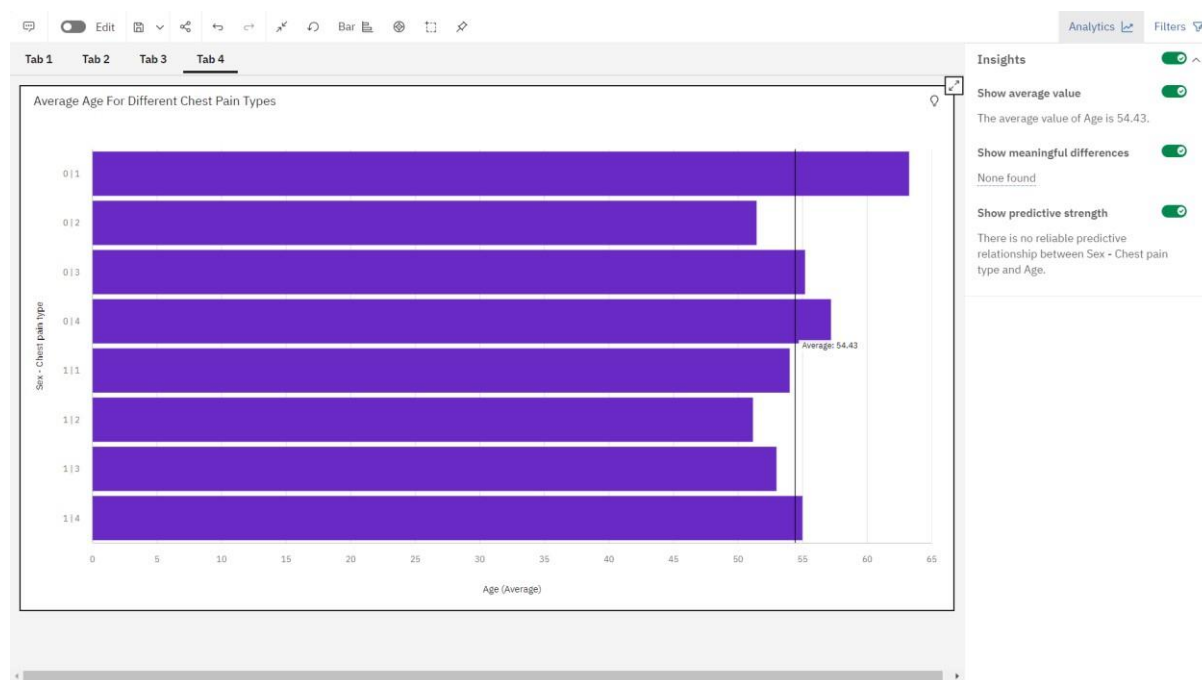 Edit
Bar
Analytics
Filters
Tab 1
Tab 2
Tab 3
Tab 4
Average Age For Different Chest Pain Types
Sex - Chest pain type
0|1
0|2
0|3
0|4
1|1
1|2
1|3
1|4
Average: 54.43
0 5 10 15 20 25 30 35 40 45 50 55 60 65
Age (Average)
Insights
Show average value
The average value of Age is 54.43.
Show meaningful differences
None found
Show predictive strength
There is no reliable predictive
relationship between Sex - Chest pain
type and Age.